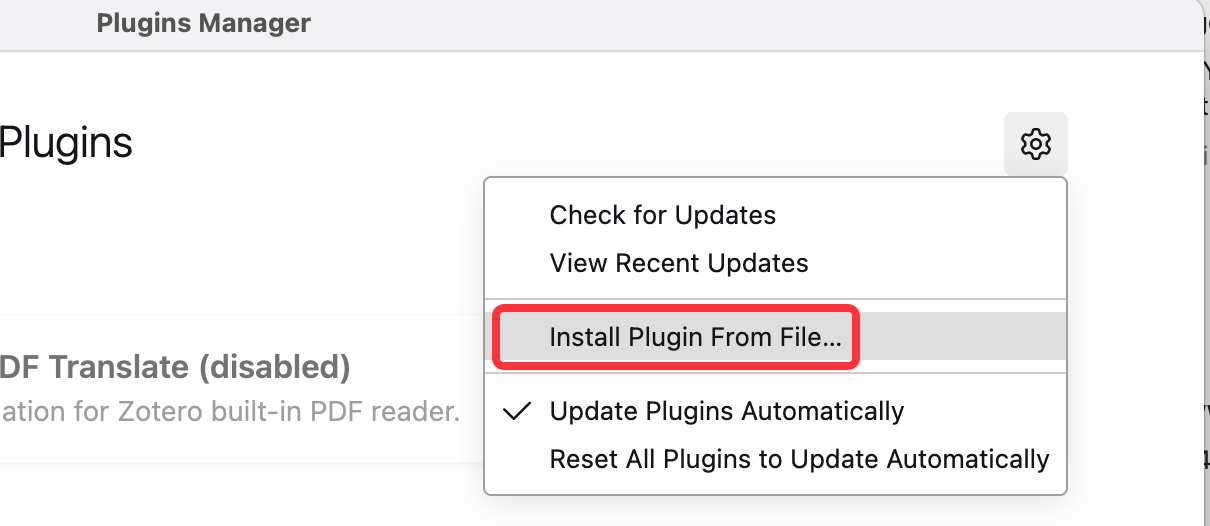 Plugins Manager
Plugins
Check for Updates
View Recent Updates
Install Plugin From File...
DF Translate (disabled)
ation for Zotero built-in PDF reader.
Update Plugins Automatically
Reset All Plugins to Update Automatically